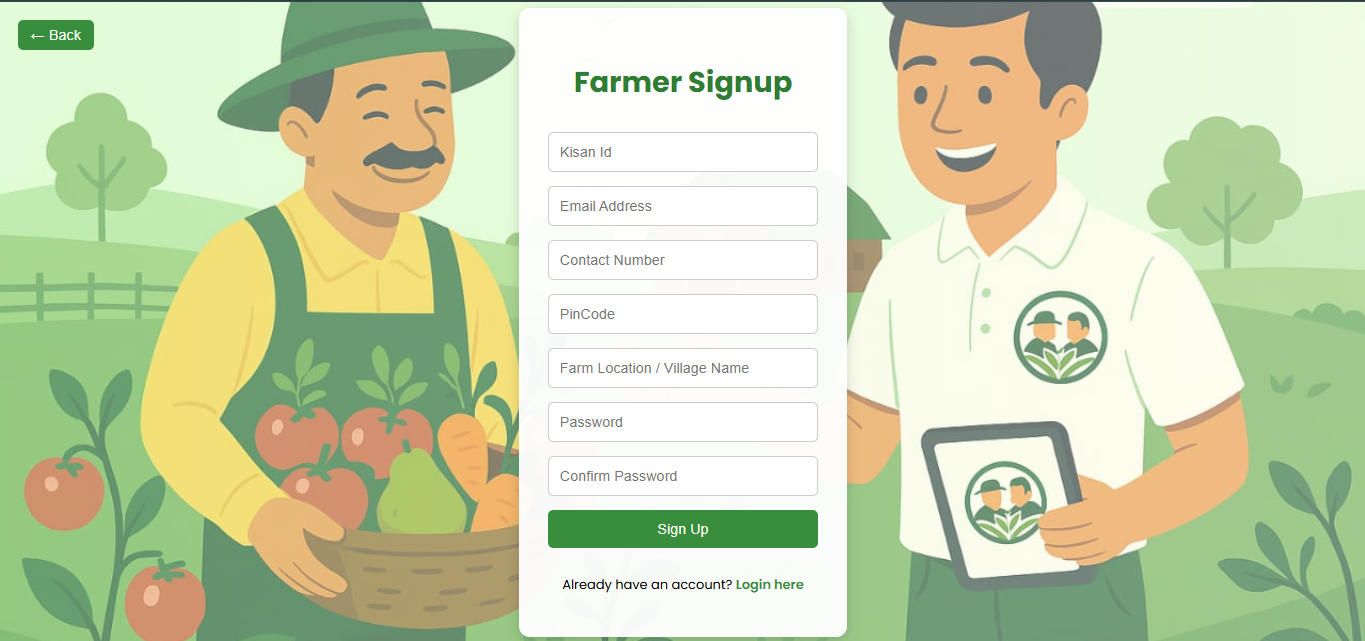 ← Back
Farmer Signup
Kisan Id
Email Address
Contact Number
PinCode
Farm Location / Village Name
Password
Confirm Password
Sign Up
Already have an account? Login here